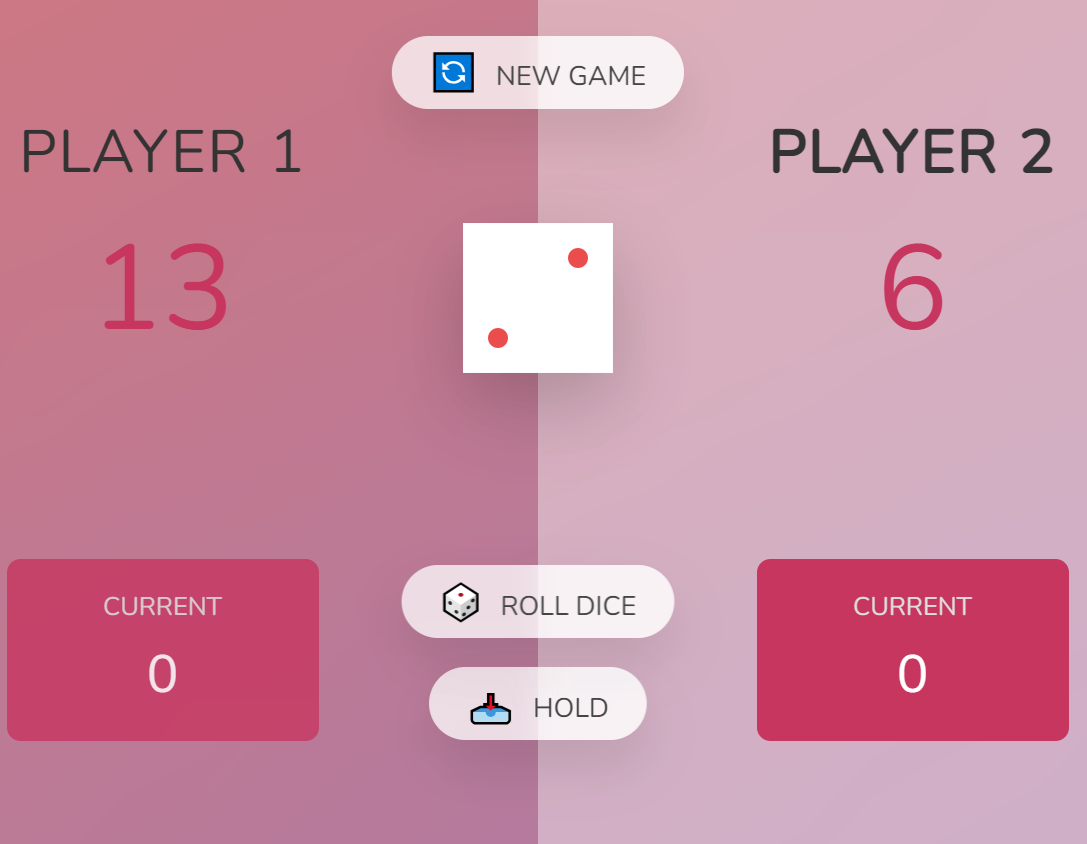 NEW GAME
PLAYER 1
13
PLAYER 2
6
CURRENT
0
ROLL DICE
HOLD
CURRENT
0